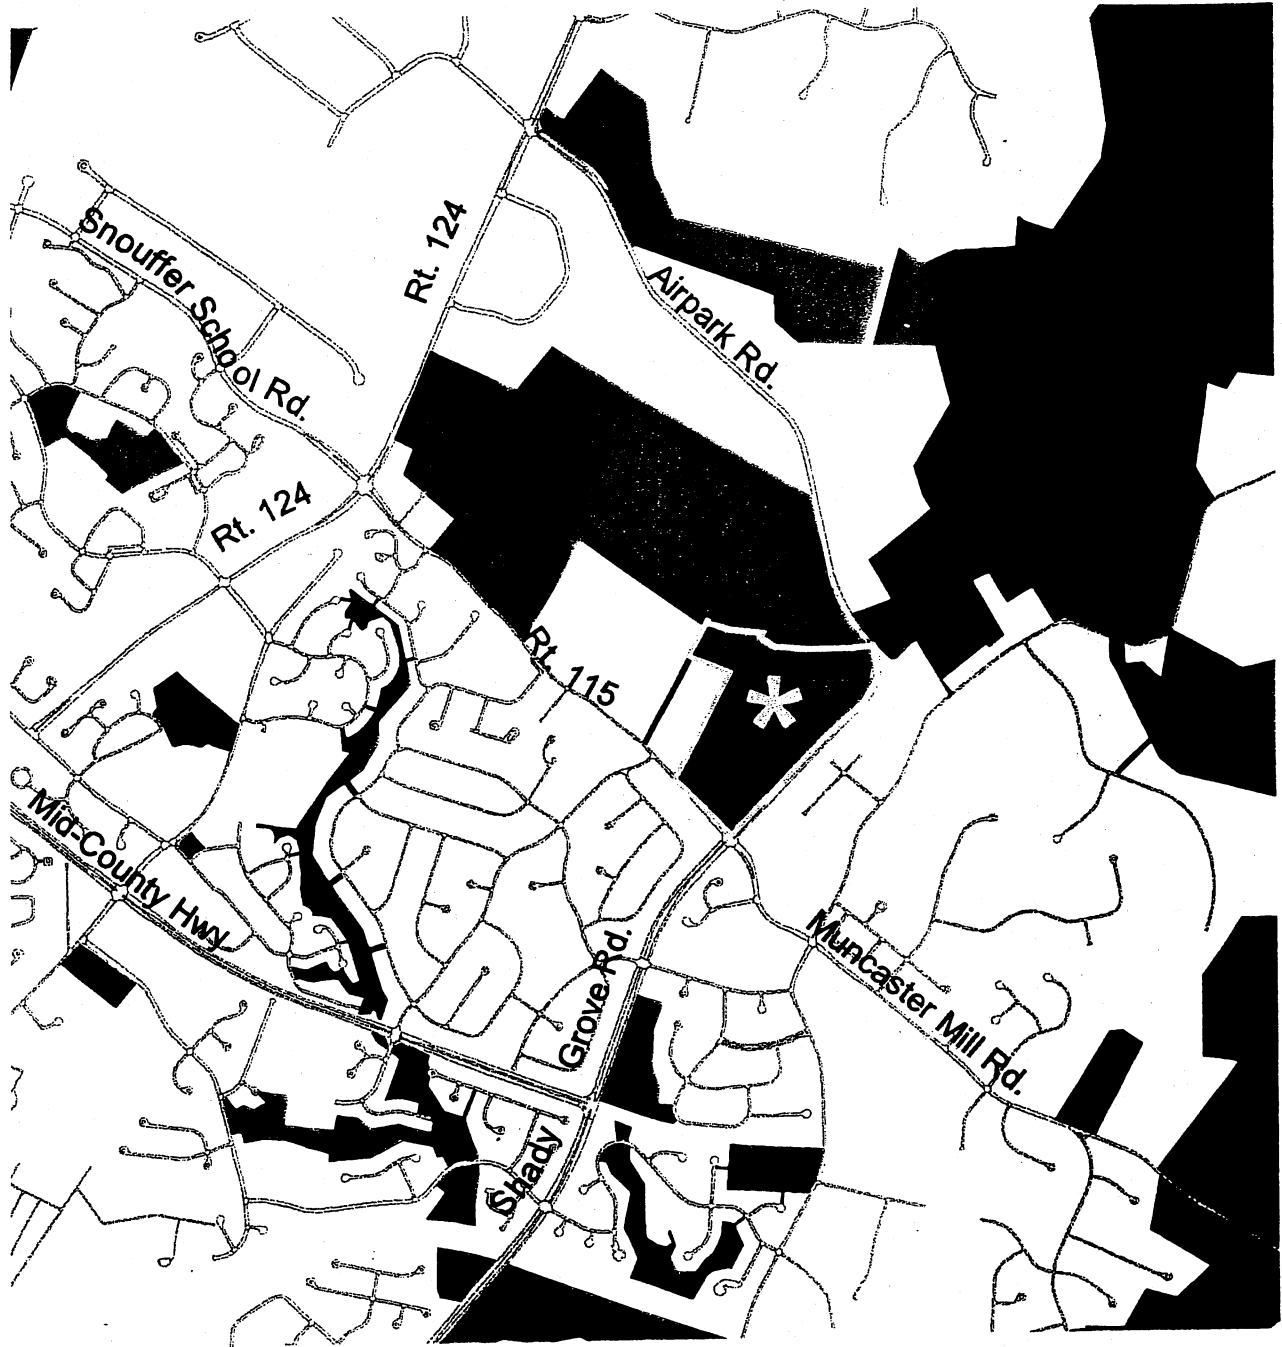 Rt. 124
Snouffer School Rd.
Airpark Rd.
Rt. 124
Rt. 115
Mid-County Hwy
Muncaster Mill Rd.
Shady Grove Rd.